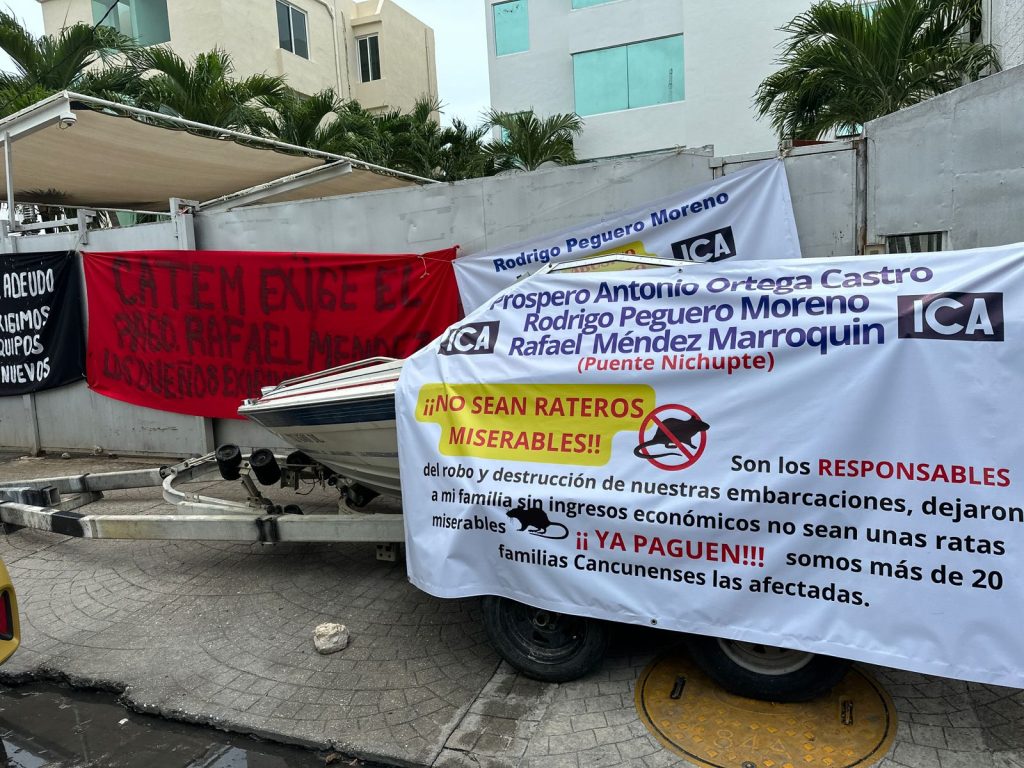 ADEUDO
EXIGIMOS
EQUIPOS
NUEVOS
CATEM EXIGE EL
PAGO. RAFAEL MENDEZ
LOS DUEÑOS
Rodrigo Peguero Moreno
ICA
Prospero Antonio Ortega Castro
Rodrigo Peguero Moreno
ICA
ICA
Rafael Méndez Marroquin
(Puente Nichupte)
¡¡NO SEAN RATEROS
MISERABLES!!
Son los RESPONSABLES
del robo y destrucción de nuestras embarcaciones, dejaron
a mi familia sin ingresos económicos no sean unas ratas
miserables ¡¡ YA PAGUEN!!! somos más de 20
familias Cancunenses las afectadas.